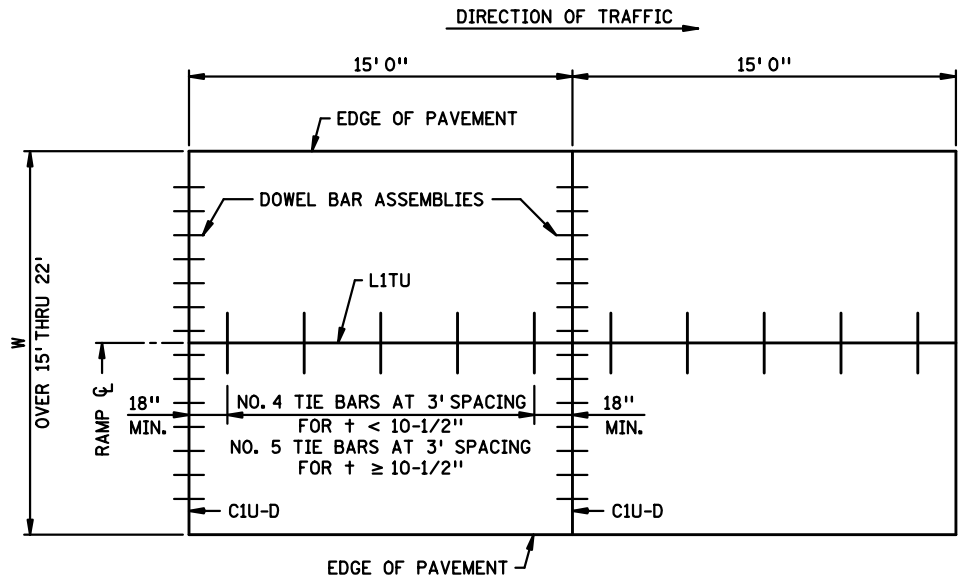 DIRECTION OF TRAFFIC
15' 0"
15' 0"
EDGE OF PAVEMENT
DOWEL BAR ASSEMBLIES
L1TU
W
OVER 15' THRU 22'
RAMP ℄
18"
MIN.
NO. 4 TIE BARS AT 3' SPACING
FOR t < 10-1/2"
NO. 5 TIE BARS AT 3' SPACING
FOR t ≥ 10-1/2"
18"
MIN.
C1U-D
C1U-D
EDGE OF PAVEMENT